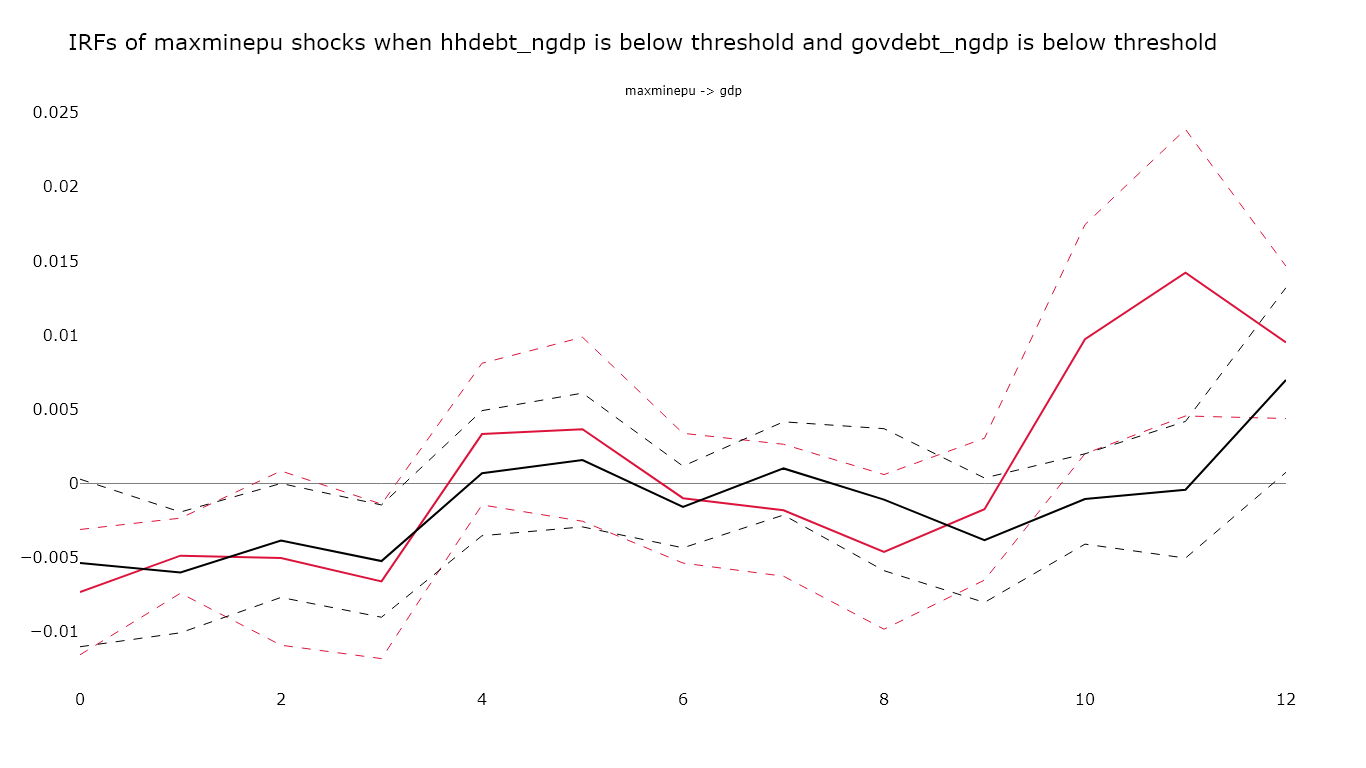 IRFs of maxminepu shocks when hhdebt_ngdp is below threshold and govdebt_ngdp is below threshold
maxminepu -> gdp
0.025
0.02
0.015
0.01
0.005
0
−0.005
−0.01
0 2 4 6 8 10 12